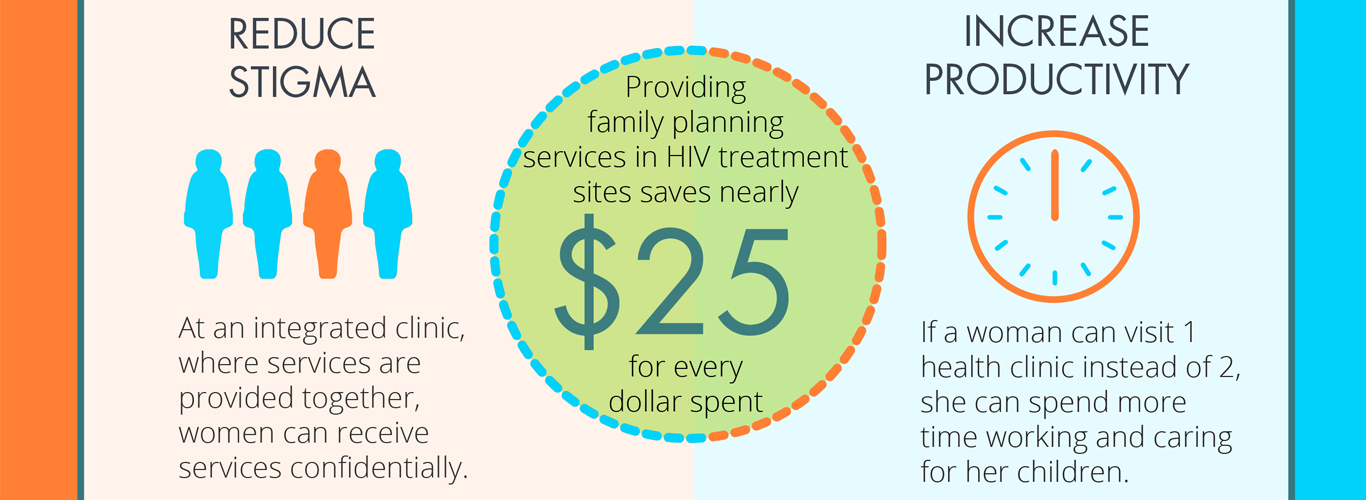 REDUCE
STIGMA
At an integrated clinic,
where services are
provided together,
women can receive
services confidentially.
Providing
family planning
services in HIV treatment
sites saves nearly
$25
for every
dollar spent
INCREASE
PRODUCTIVITY
If a woman can visit 1
health clinic instead of 2,
she can spend more
time working and caring
for her children.